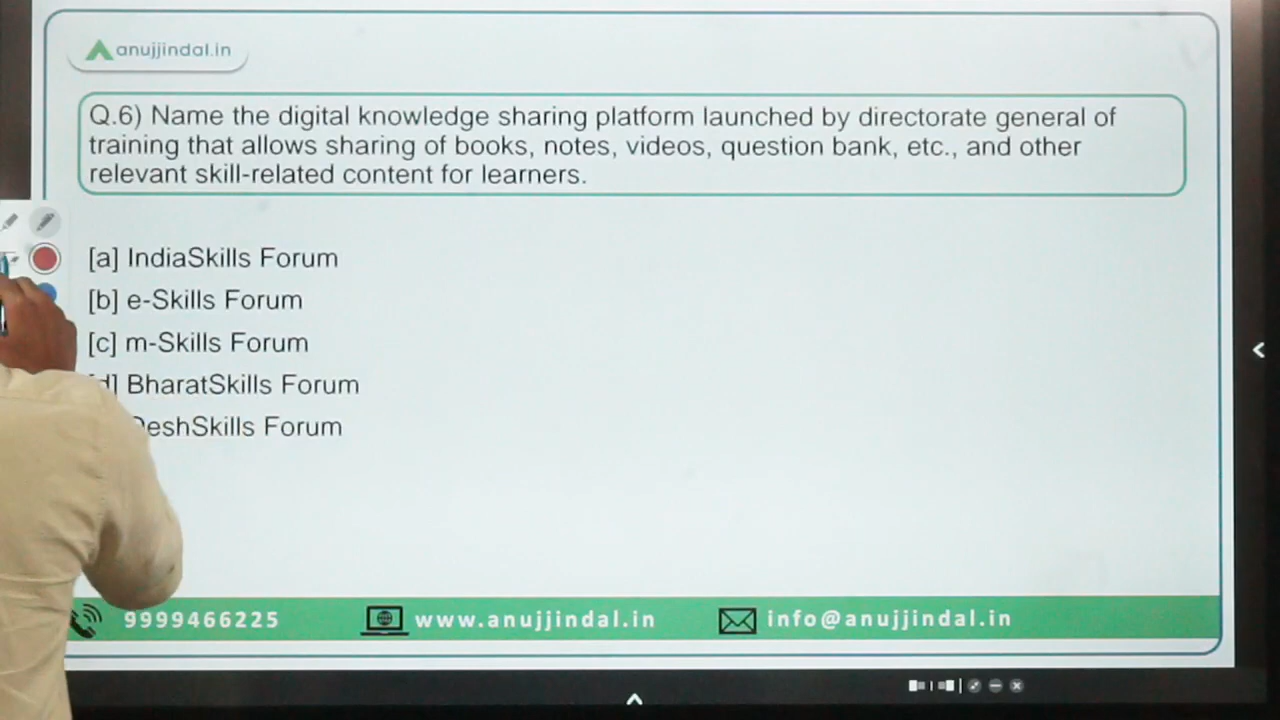 anujjindal.in
Q.6) Name the digital knowledge sharing platform launched by directorate general of
training that allows sharing of books, notes, videos, question bank, etc., and other
relevant skill-related content for learners.
[a] IndiaSkills Forum
[b] e-Skills Forum
[c] m-Skills Forum
[d] BharatSkills Forum
DeshSkills Forum
9999466225
www.anujjindal.in
info@anujjindal.in